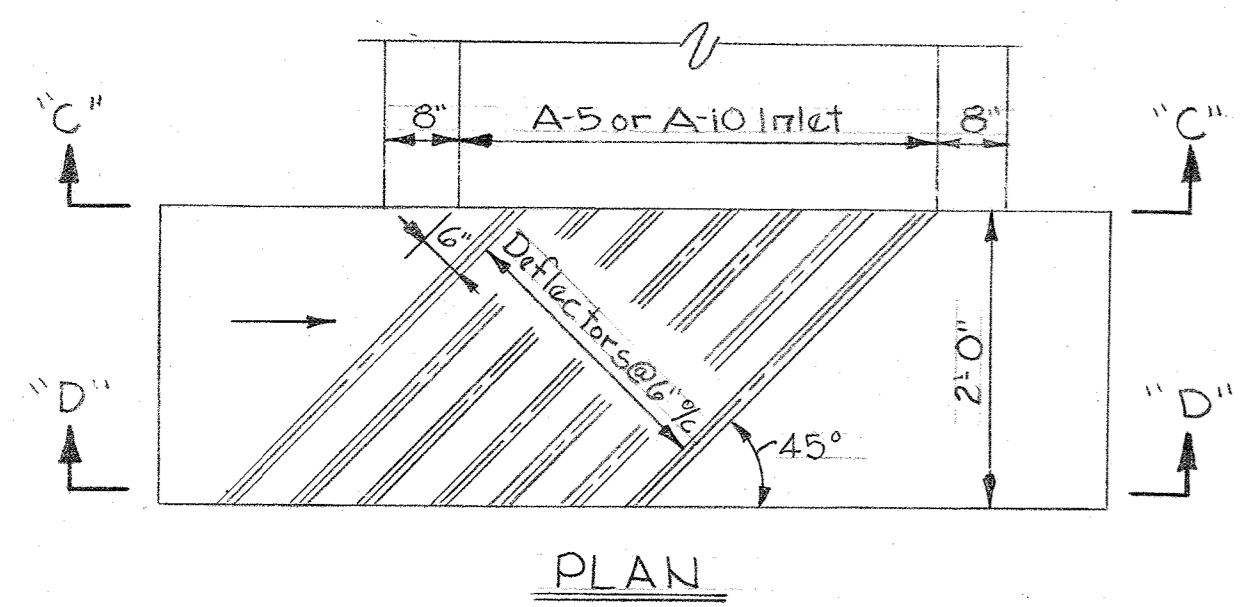 "C"
8"
A-5 or A-10 Inlet
8"
"C"
6"
Deflectors @ 6" o/c
"D"
2'-0"
"D"
45°
PLAN